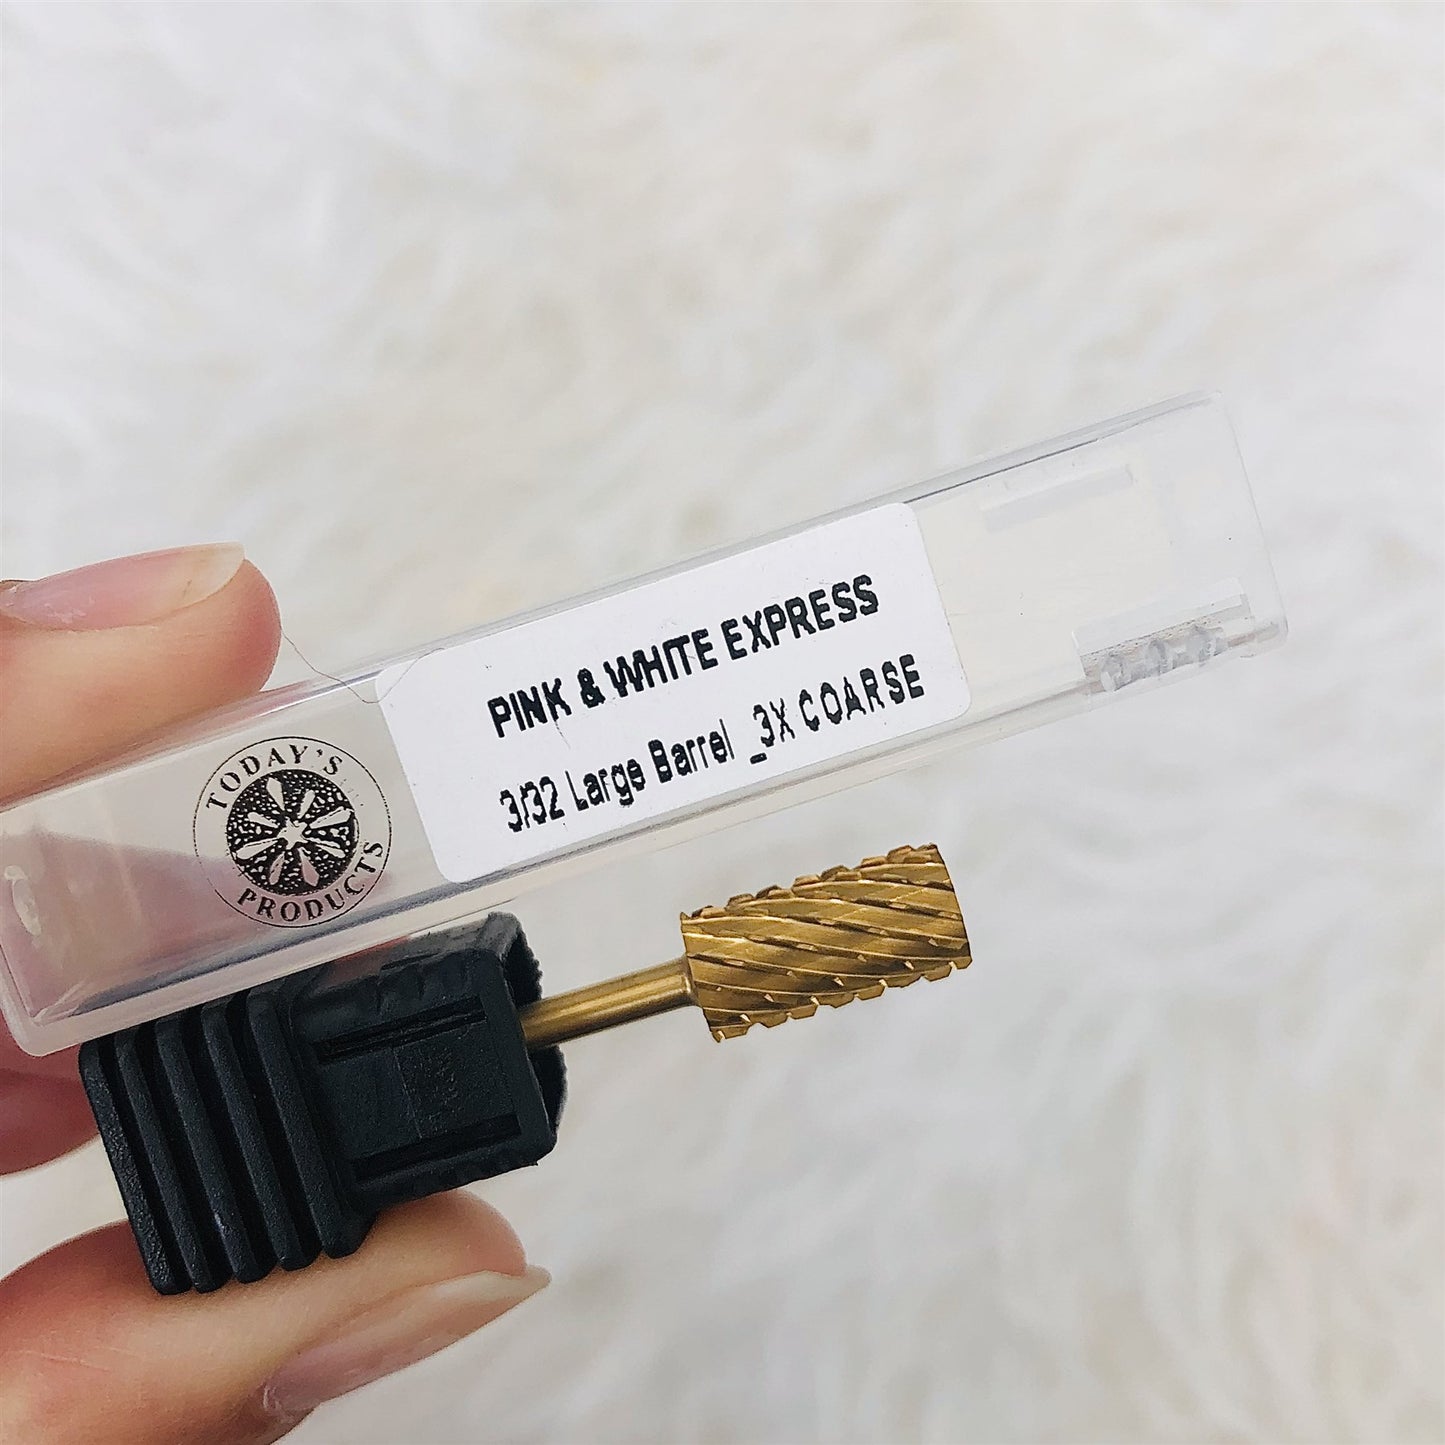 TODAY'S
PRODUCTS
PINK & WHITE EXPRESS
3/32 Large Barrel _3X COARSE